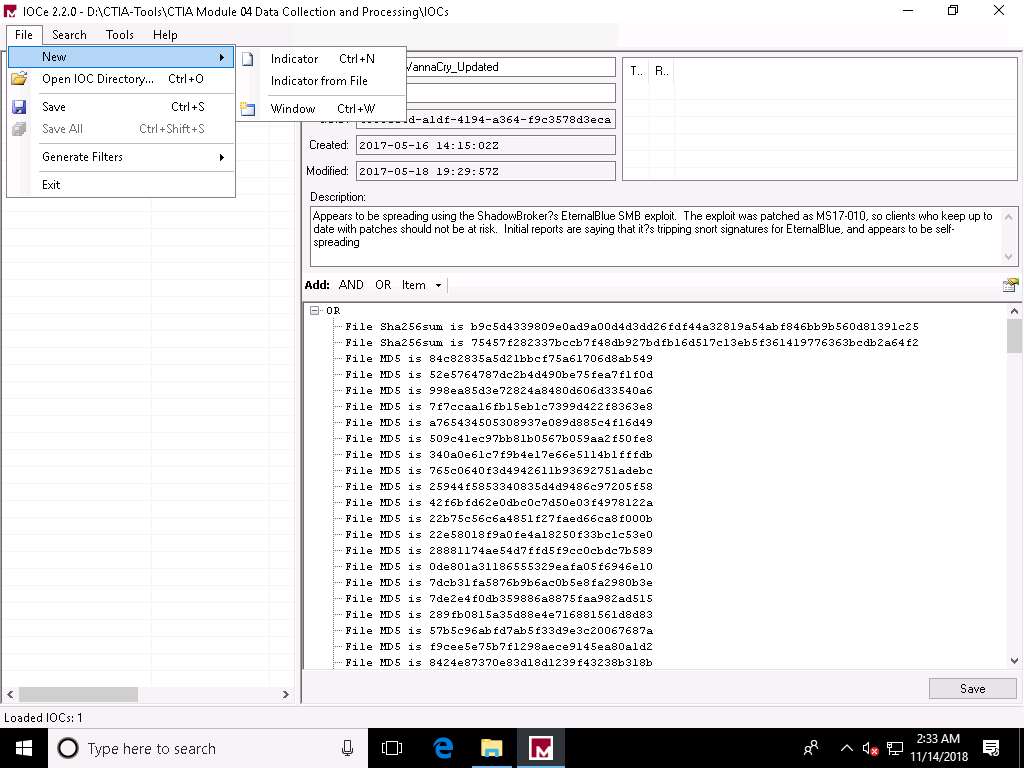 IOCe 2.2.0 - D:\CTIA-Tools\CTIA Module 04 Data Collection and Processing\IOCs
File Search Tools Help
New
Open IOC Directory... Ctrl+O
Save Ctrl+S
Save All Ctrl+Shift+S
Generate Filters
Exit
Indicator Ctrl+N
Indicator from File
Window Ctrl+W
T.. R..
Created: 2017-05-16 14:15:02Z
Modified: 2017-05-18 19:29:57Z
Description:
Appears to be spreading using the ShadowBroker?s EternalBlue SMB exploit. The exploit was patched as MS17-010, so clients who keep up to
date with patches should not be at risk. Initial reports are saying that it?s tripping snort signatures for EternalBlue, and appears to be self-
spreading
Add: AND OR Item
OR
File Sha256sum is b9c5d4339809e0ad9a00d4d3dd26fdf44a32819a54abf846bb9b560d81391c25
File Sha256sum is 75457f282337bccb7f48db927bdfb16d517c13eb5f361419776363bcdb2a64f2
File MD5 is 84c82835a5d21bbcf75a61706d8ab549
File MD5 is 52e5764787dc2b4d490be75fea7f1f0d
File MD5 is 998ea85d3e72824a8480d606d33540a6
File MD5 is 7f7ccaa16fb15eb1c7399d422f8363e8
File MD5 is a765434505308937e089d885c4f16d49
File MD5 is 509c41ec97bb81b0567b059aa2f50fe8
File MD5 is 340a0e61c7f9b4e17e66e5114b1fffdb
File MD5 is 765c0640f3d4942611b93692751adebc
File MD5 is 25944f5853340835d4d9486c97205f58
File MD5 is 42f6bfd62e0dbc0c7d50e03f4978122a
File MD5 is 22b75c56c6a4851f27faed66ca8f000b
File MD5 is 22e58018f9a0fe4a18250f33bc1c53e0
File MD5 is 28881174ae54d7ffd5f9cc0cbdc7b589
File MD5 is 0de801a31186555329eafa05f6946e10
File MD5 is 7dcb31fa5876b9b6ac0b5e8fa2980b3e
File MD5 is 7de2e4f0db359886a8875faa982ad515
File MD5 is 289fb0815a35d88e4e716881561d8d83
File MD5 is 57b5c96abfd7ab5f33d9e3c20067687a
File MD5 is f9cee5e75b7f1298aece9145ea80a1d2
File MD5 is 8424e87370e83d18d1239f43238b318b
Save
Loaded IOCs: 1
Type here to search
2:33 AM
11/14/2018